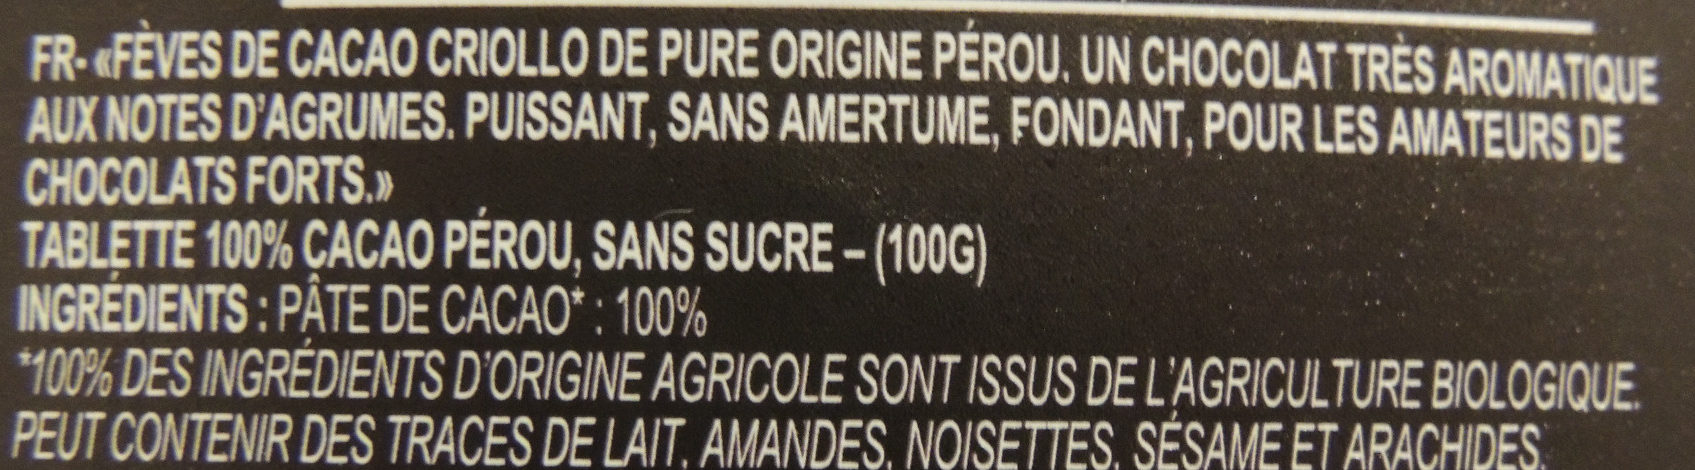 FR- «FÈVES DE CACAO CRIOLLO DE PURE ORIGINE PÉROU. UN CHOCOLAT TRÈS AROMATIQUE
AUX NOTES D'AGRUMES. PUISSANT, SANS AMERTUME, FONDANT, POUR LES AMATEURS DE
CHOCOLATS FORTS.»
TABLETTE 100% CACAO PÉROU, SANS SUCRE – (100G)
INGRÉDIENTS : PÂTE DE CACAO* : 100%
*100% DES INGRÉDIENTS D'ORIGINE AGRICOLE SONT ISSUS DE L'AGRICULTURE BIOLOGIQUE.
PEUT CONTENIR DES TRACES DE LAIT, AMANDES, NOISETTES, SÉSAME ET ARACHIDES.